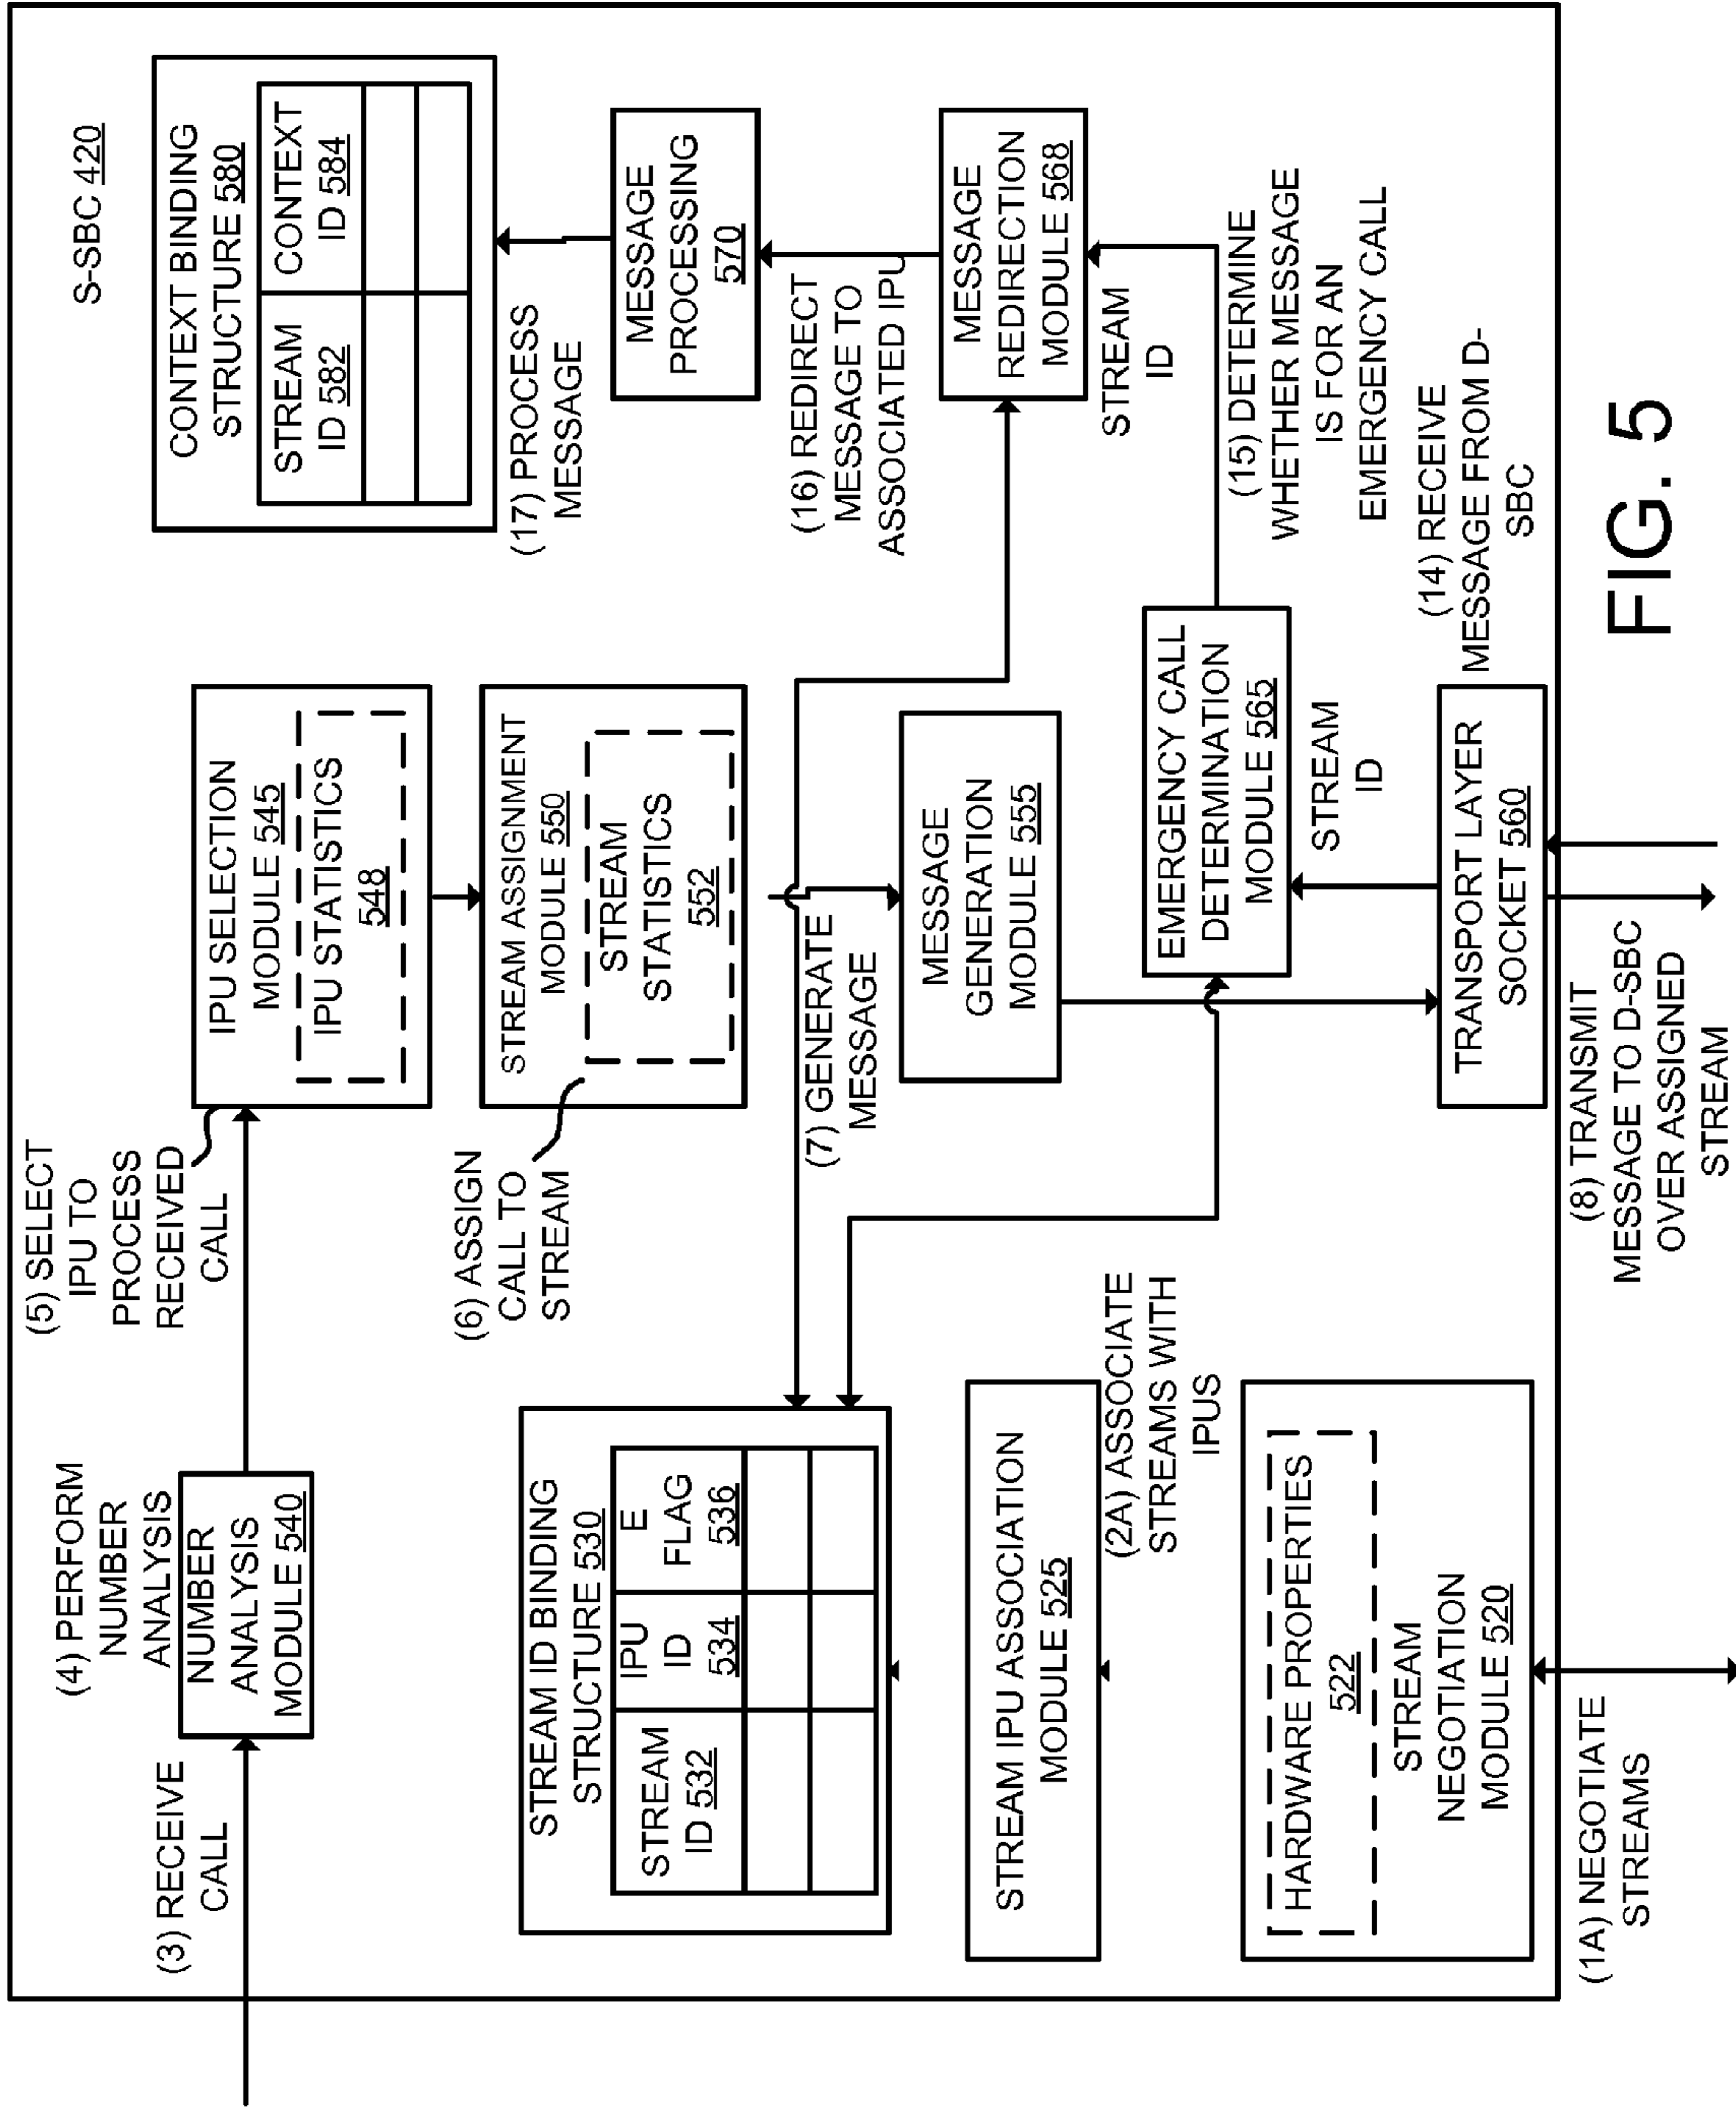 S-SBC 420
(3) RECEIVE
CALL
(4) PERFORM
NUMBER
ANALYSIS
NUMBER
ANALYSIS
MODULE 540
(5) SELECT
IPU TO
PROCESS
RECEIVED
CALL
IPU SELECTION
MODULE 545
IPU STATISTICS
548
(6) ASSIGN
CALL TO
STREAM
STREAM ASSIGNMENT
MODULE 550
STREAM
STATISTICS
552
CONTEXT BINDING
STRUCTURE 580
STREAM
ID 582
CONTEXT
ID 584
(17) PROCESS
MESSAGE
MESSAGE
PROCESSING
570
(16) REDIRECT
MESSAGE TO
ASSOCIATED IPU
MESSAGE
REDIRECTION
MODULE 568
STREAM
ID
(15) DETERMINE
WHETHER MESSAGE
IS FOR AN
EMERGENCY CALL
STREAM ID BINDING
STRUCTURE 530
STREAM
ID 532
IPU
ID
534
E
FLAG
536
(7) GENERATE
MESSAGE
MESSAGE
GENERATION
MODULE 555
EMERGENCY CALL
DETERMINATION
MODULE 565
STREAM
ID
STREAM IPU ASSOCIATION
MODULE 525
(2A) ASSOCIATE
STREAMS WITH
IPUS
HARDWARE PROPERTIES
522
STREAM
NEGOTIATION
MODULE 520
TRANSPORT LAYER
SOCKET 560
(14) RECEIVE
MESSAGE FROM D-
SBC
(1A) NEGOTIATE
STREAMS
(8) TRANSMIT
MESSAGE TO D-SBC
OVER ASSIGNED
STREAM
FIG. 5